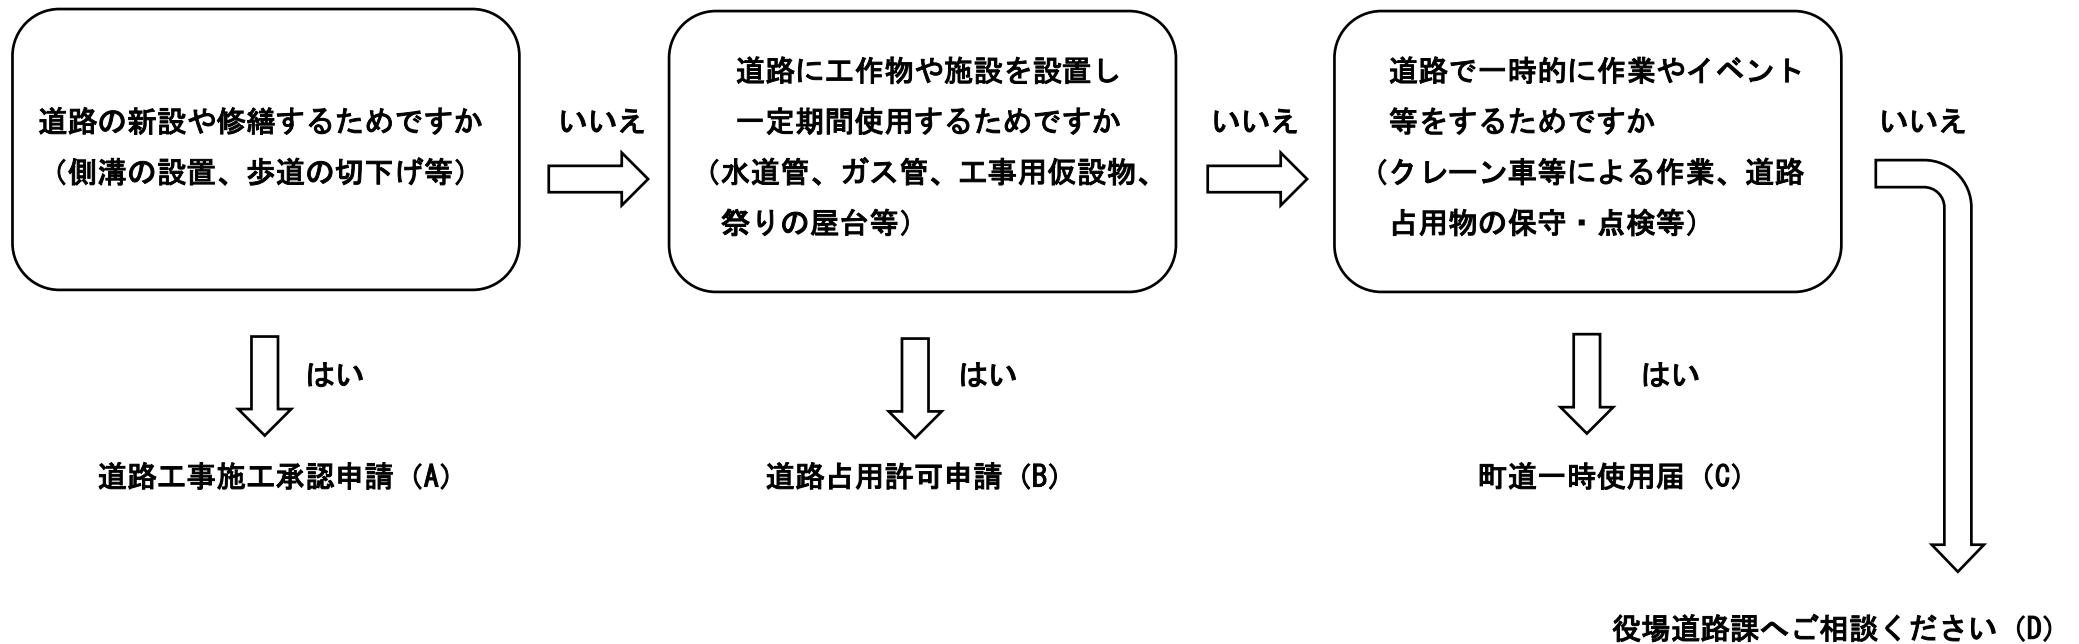 道路の新設や修繕するためですか
（側溝の設置、歩道の切下げ等）
いいえ
はい
道路工事施工承認申請（A）
道路に工作物や施設を設置し
一定期間使用するためですか
（水道管、ガス管、工事用仮設物、
祭りの屋台等）
いいえ
はい
道路占用許可申請（B）
道路で一時的に作業やイベント
等をするためですか
（クレーン車等による作業、道路
占用物の保守・点検等）
いいえ
はい
町道一時使用届（C）
役場道路課へご相談ください（D）